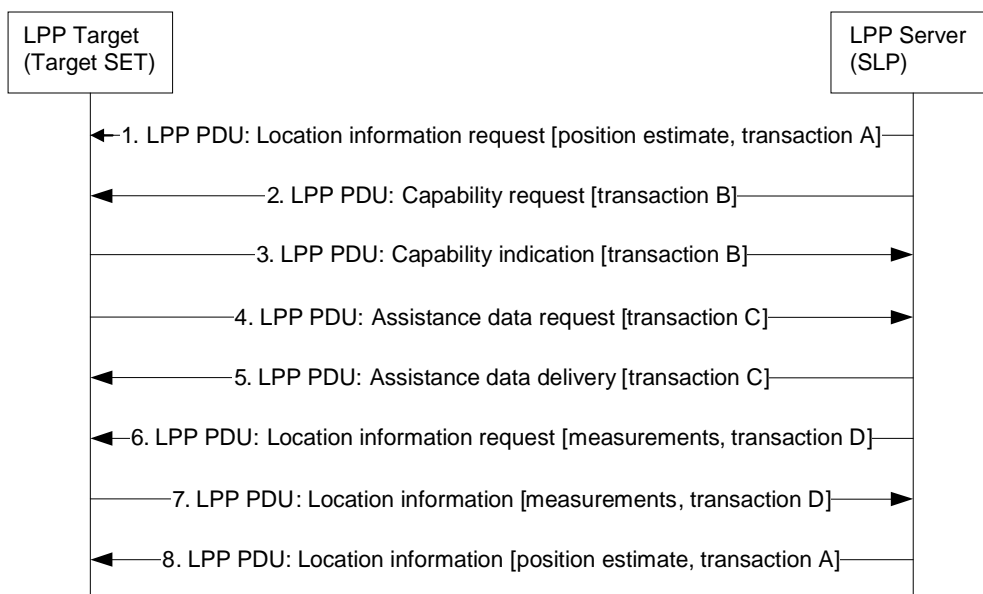 LPP Target
(Target SET)
LPP Server
(SLP)
1. LPP PDU: Location information request [position estimate, transaction A]
2. LPP PDU: Capability request [transaction B]
3. LPP PDU: Capability indication [transaction B]
4. LPP PDU: Assistance data request [transaction C]
5. LPP PDU: Assistance data delivery [transaction C]
6. LPP PDU: Location information request [measurements, transaction D]
7. LPP PDU: Location information [measurements, transaction D]
8. LPP PDU: Location information [position estimate, transaction A]